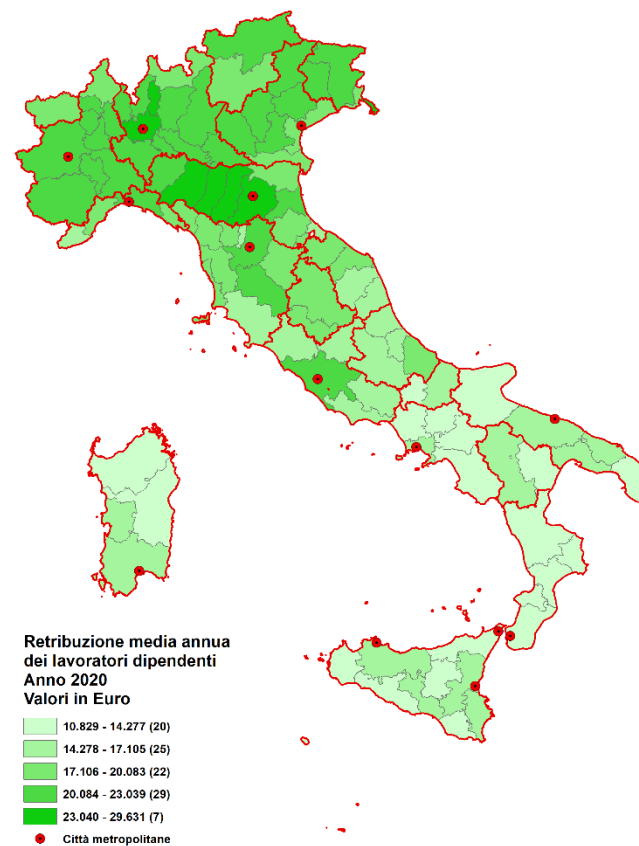 Retribuzione media annua
dei lavoratori dipendenti
Anno 2020
Valori in Euro
10.829 - 14.277 (20)
14.278 - 17.105 (25)
17.106 - 20.083 (22)
20.084 - 23.039 (29)
23.040 - 29.631 (7)
Città metropolitane